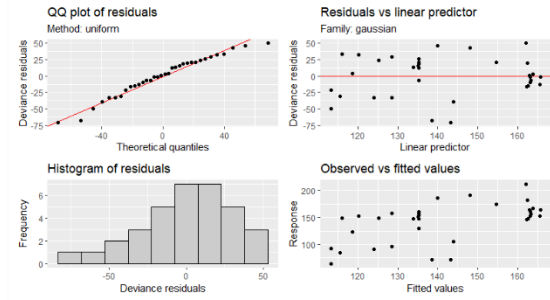 QQ plot of residuals
Method: uniform
Deviance residuals
50
25
0
-25
-50
-75
-40
0
40
Theoretical quantiles
Residuals vs linear predictor
Family: gaussian
Deviance residuals
50
25
0
-25
-50
-75
120
130
140
150
160
Linear predictor
Histogram of residuals
Frequency
6
4
2
0
-50
0
50
Deviance residuals
Observed vs fitted values
Response
200
150
100
120
130
140
150
160
Fitted values